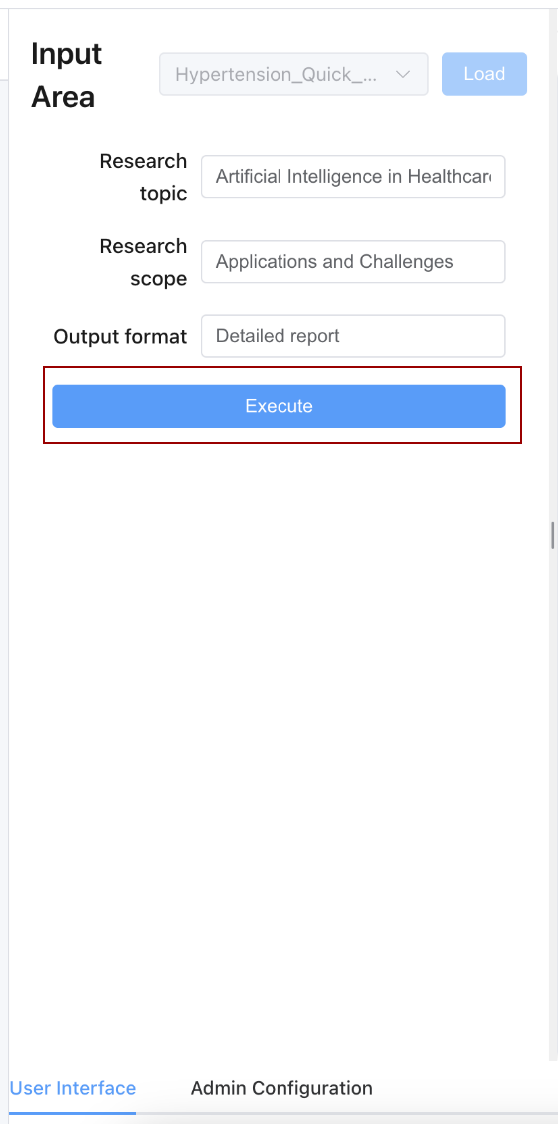 Input
Area
Hypertension_Quick_...
Load
Research
topic
Artificial Intelligence in Healthcar
Research
scope
Applications and Challenges
Output format
Detailed report
Execute
User Interface
Admin Configuration